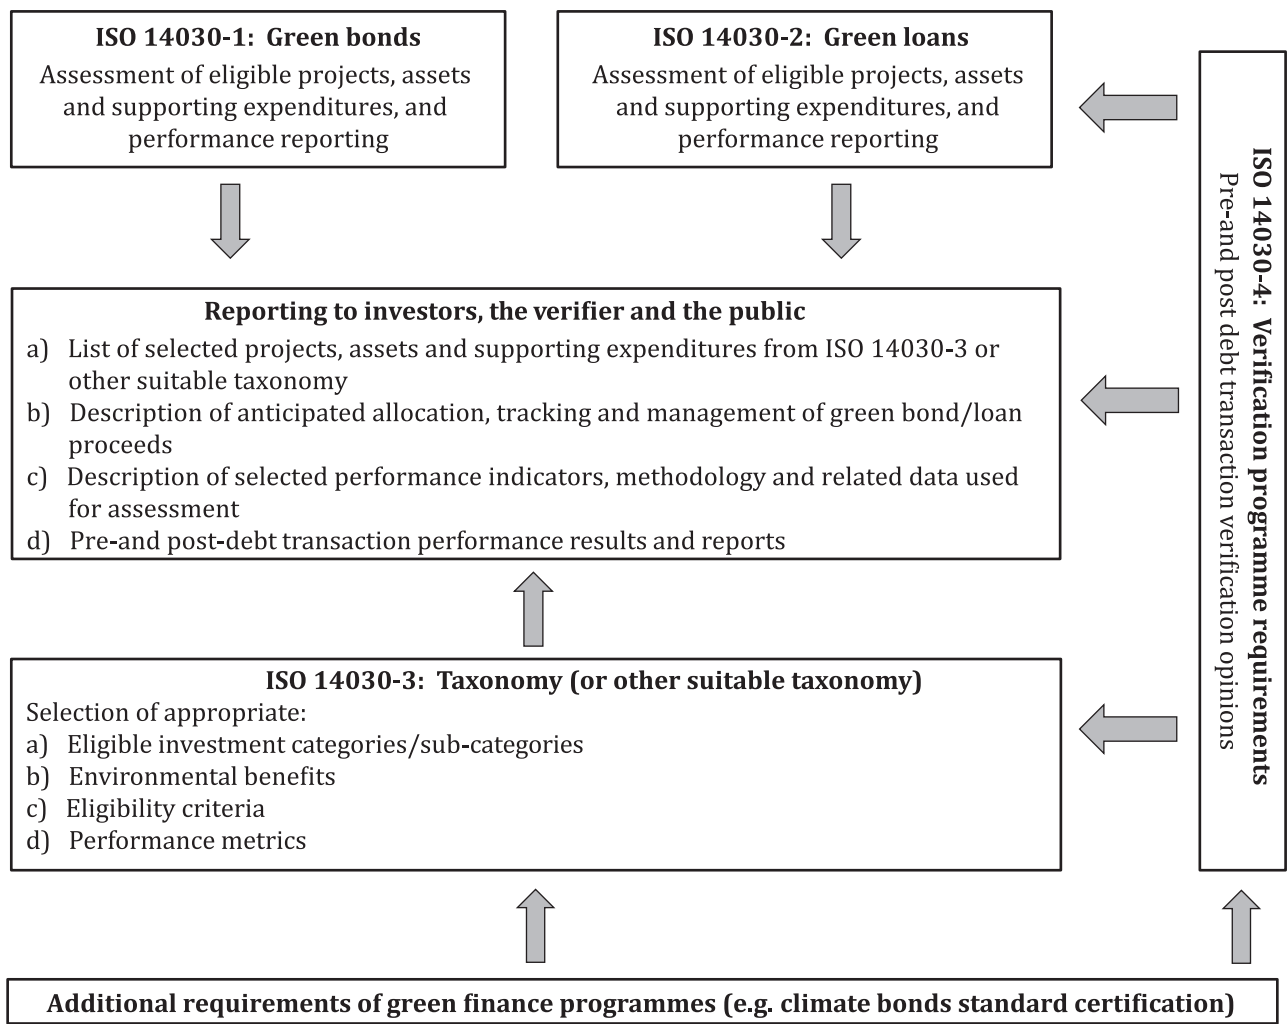 ISO 14030-1: Green bonds
Assessment of eligible projects, assets
and supporting expenditures, and
performance reporting
ISO 14030-2: Green loans
Assessment of eligible projects, assets
and supporting expenditures, and
performance reporting
Reporting to investors, the verifier and the public
a) List of selected projects, assets and supporting expenditures from ISO 14030-3 or
other suitable taxonomy
b) Description of anticipated allocation, tracking and management of green bond/loan
proceeds
c) Description of selected performance indicators, methodology and related data used
for assessment
d) Pre-and post-debt transaction performance results and reports
ISO 14030-3: Taxonomy (or other suitable taxonomy)
Selection of appropriate:
a) Eligible investment categories/sub-categories
b) Environmental benefits
c) Eligibility criteria
d) Performance metrics
ISO 14030-4: Verification programme requirements
Pre-and post debt transaction verification opinions
Additional requirements of green finance programmes (e.g. climate bonds standard certification)